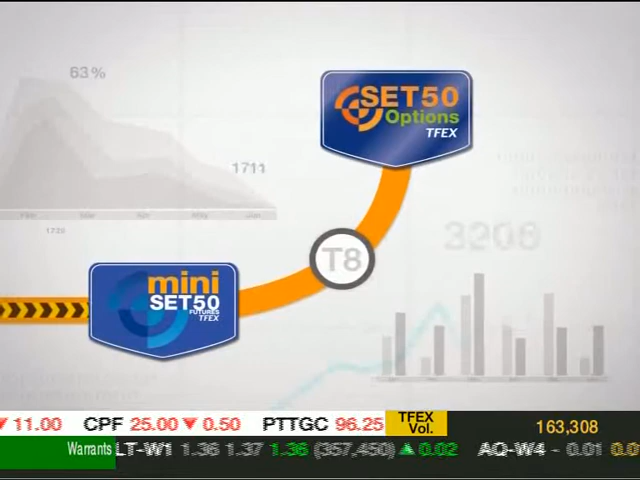 63%
SET50
Options
TFEX
1711
1729
3206
T8
mini
SET50
FUTURES
TFEX
▼ 11.00 CPF 25.00 ▼ 0.50 PTTGC 96.25
TFEX
Vol.
163,308
Warrants
LT-W1 1.36 1.37 1.36 (357,450) ▲ 0.02 AQ-W4 - 0.01